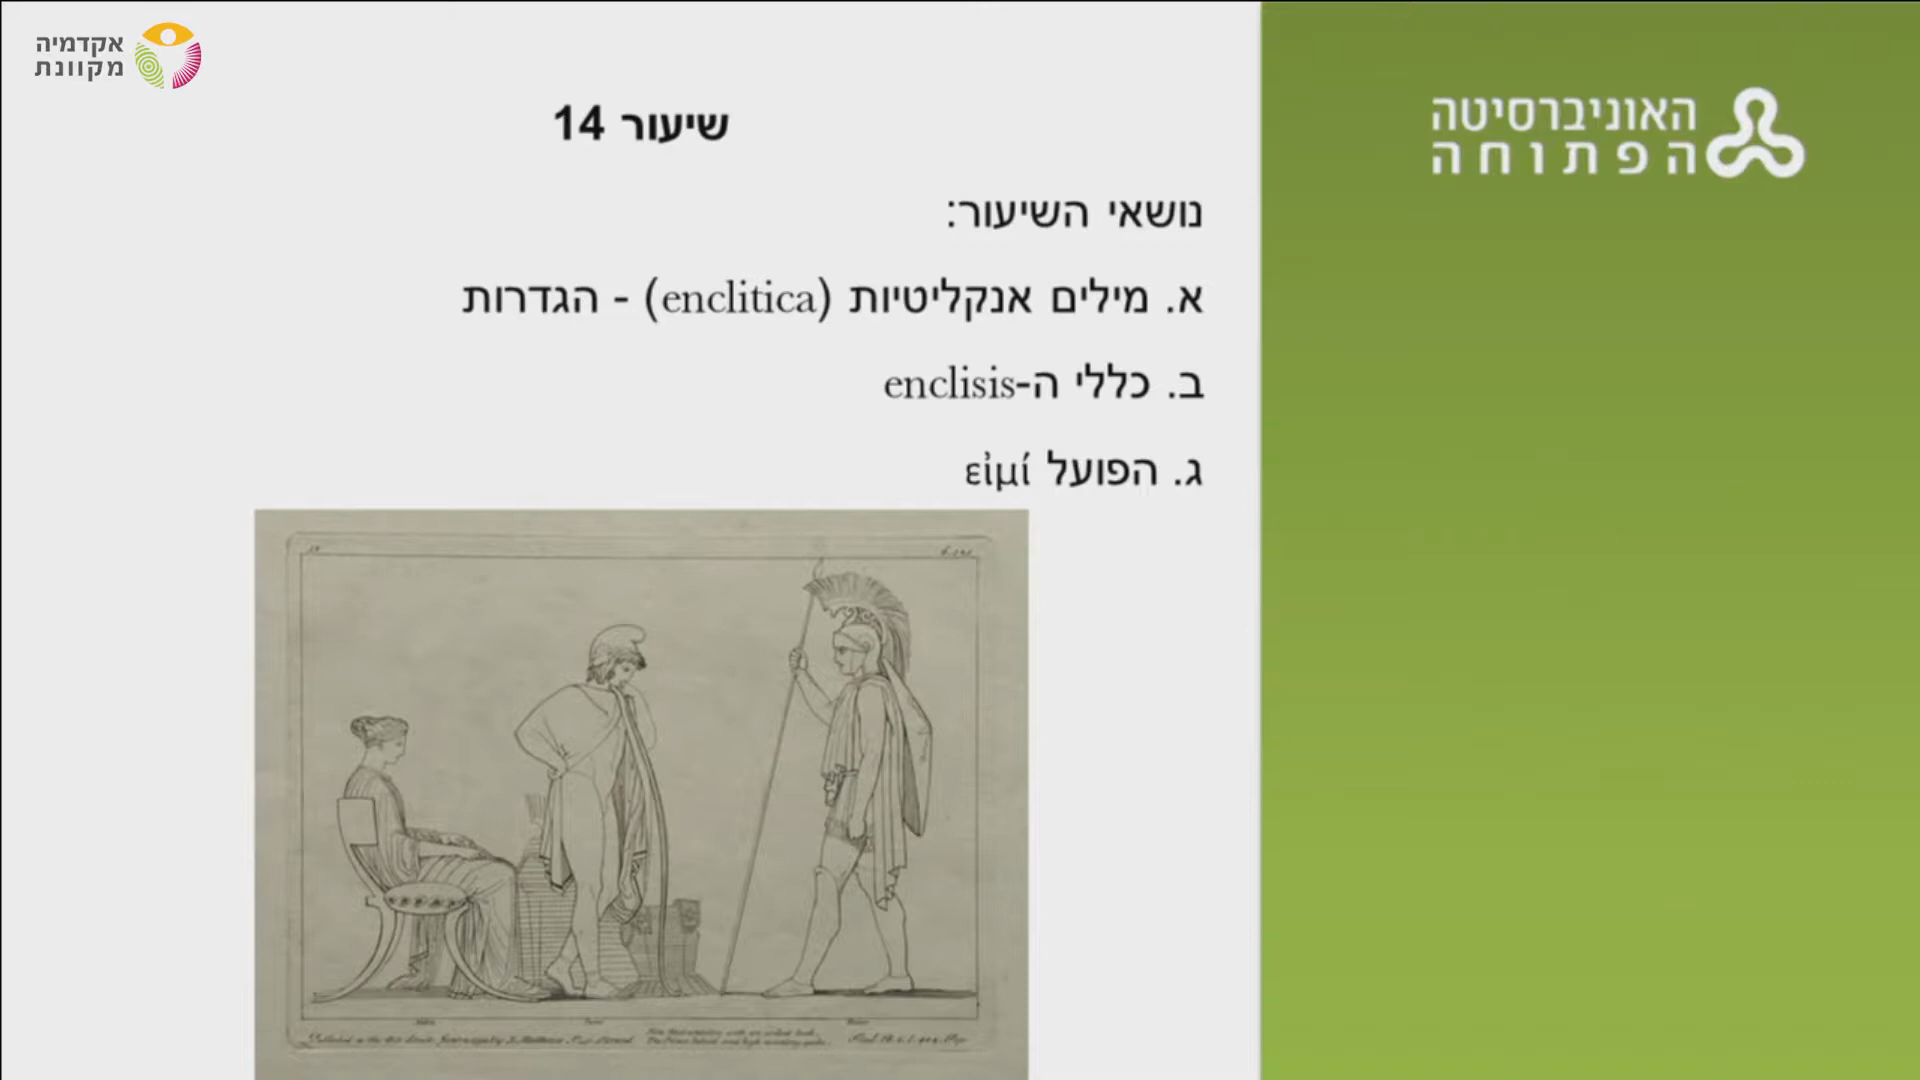 אקדמיה
מקוונת
האוניברסיטה
הפתוחה
שיעור 14
נושאי השיעור:
א. מילים אנקליטיות (enclitica) - הגדרות
ב. כללי ה-enclisis
ג. הפועל εἰμί